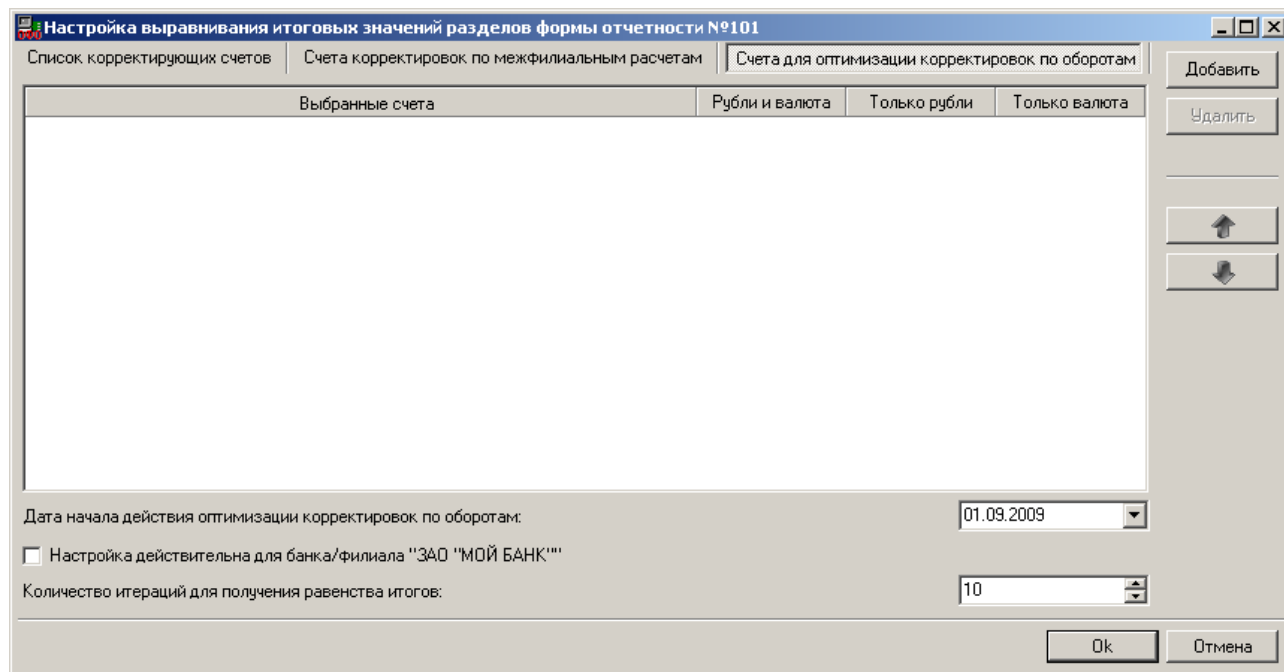 Настройка выравнивания итоговых значений разделов формы отчетности №101
Список корректирующих счетов
Счета корректировок по межфилиальным расчетам
Счета для оптимизации корректировок по оборотам
Добавить
Удалить
Выбранные счета
Рубли и валюта
Только рубли
Только валюта
Дата начала действия оптимизации корректировок по оборотам:
01.09.2009
Настройка действительна для банка/филиала "ЗАО "МОЙ БАНК""
Количество итераций для получения равенства итогов:
10
Ok
Отмена